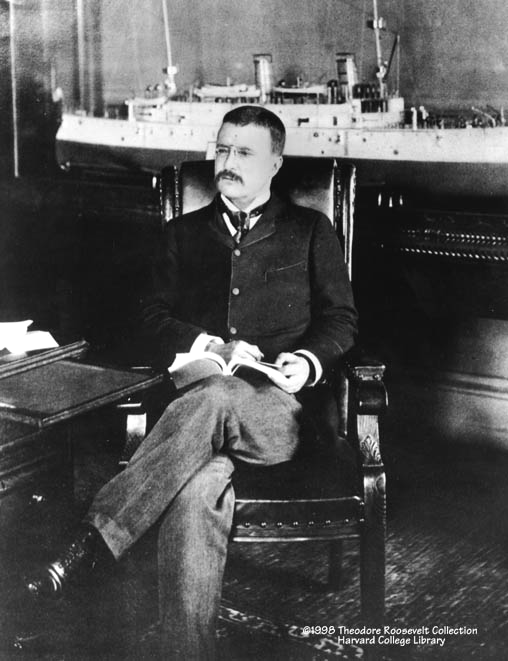 ©1998 Theodore Roosevelt Collection
Harvard College Library